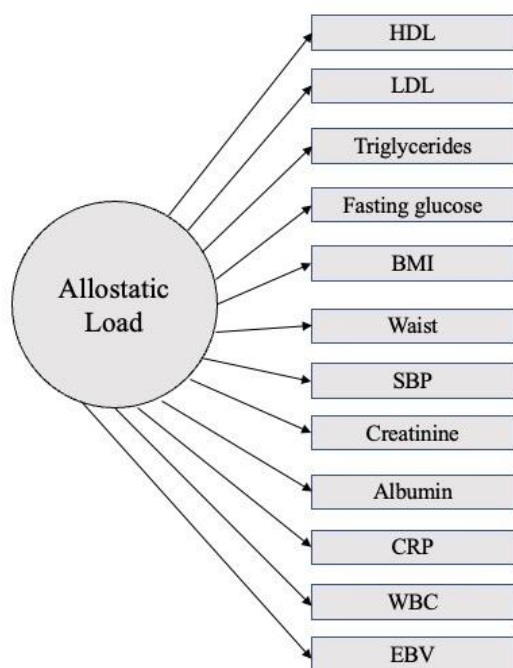 HDL
LDL
Triglycerides
Fasting glucose
BMI
Allostatic
Load
Waist
SBP
Creatinine
Albumin
CRP
WBC
EBV